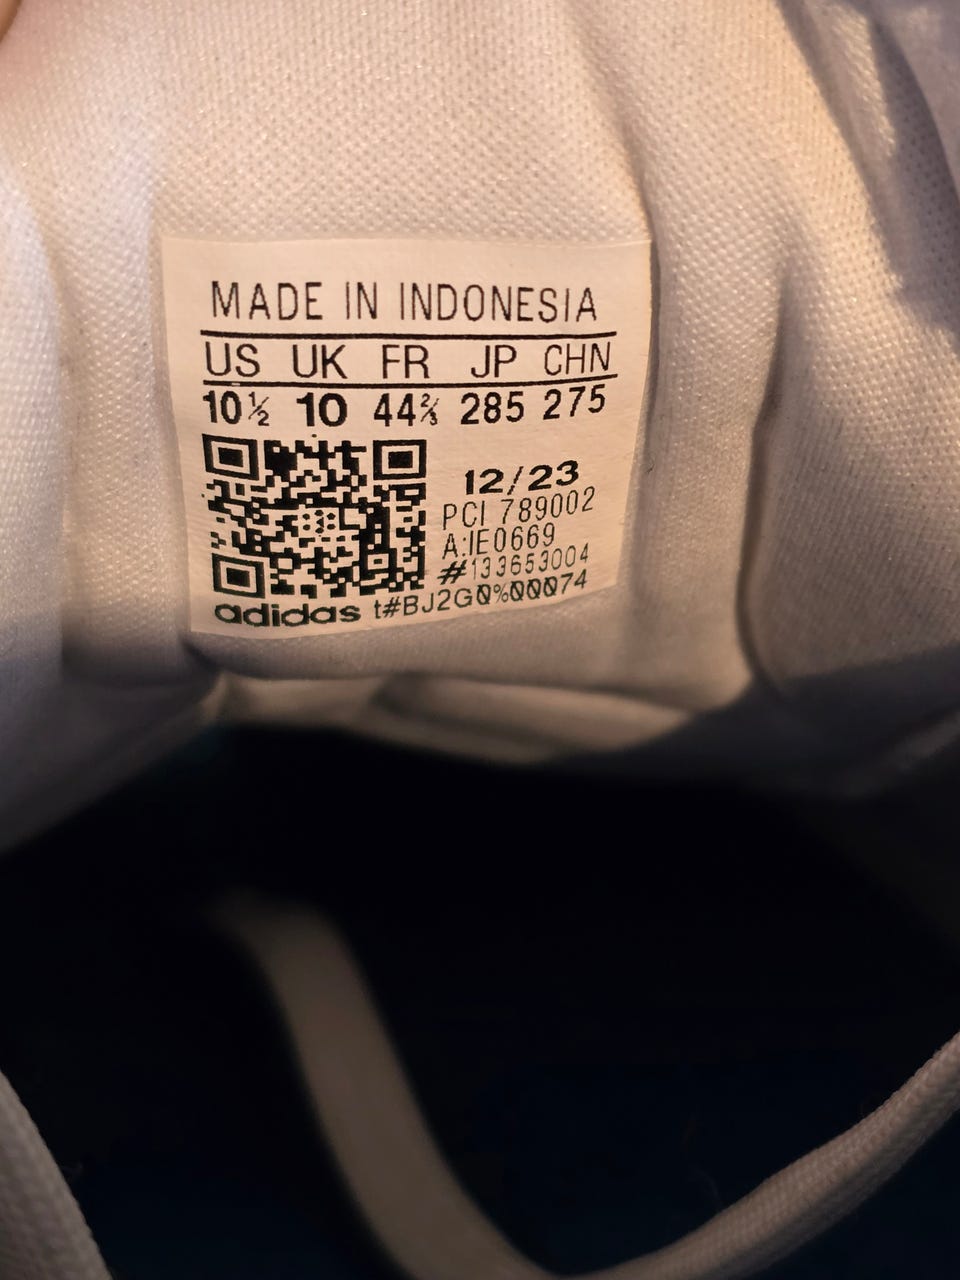 MADE IN INDONESIA
US UK FR JP CHN
10½ 10 44⅔ 285 275
12/23
PCI 789002
A:IE0669
#133653004
adidas t#BJ2G0%00074